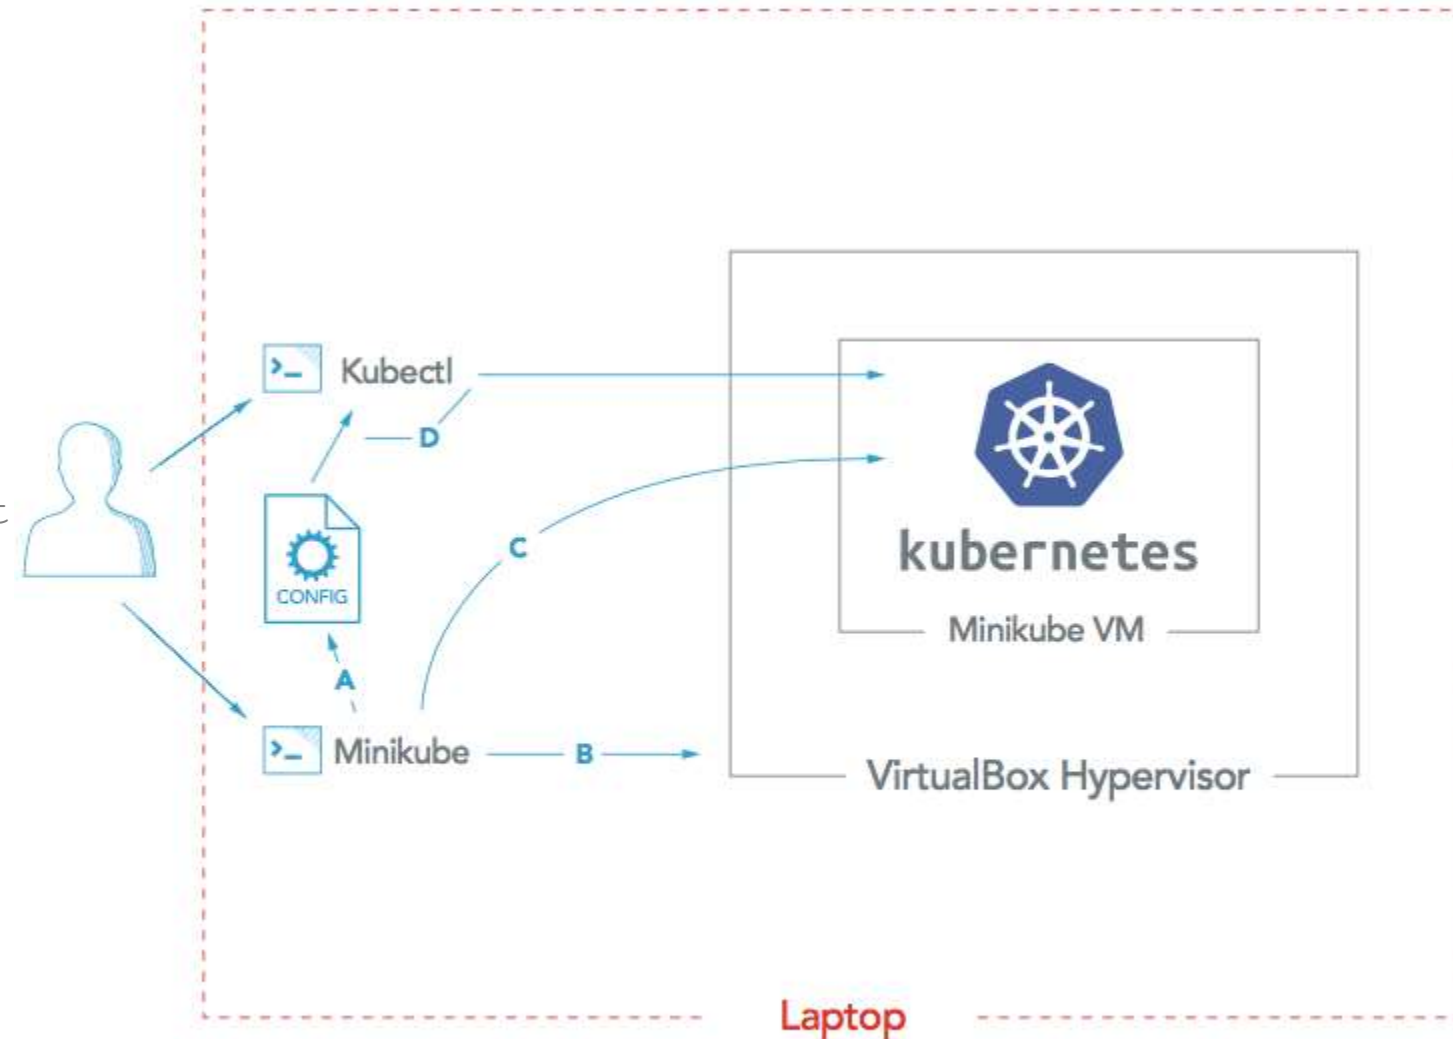 >_ Kubectl
D
C
CONFIG
kubernetes
Minikube VM
A
>_ Minikube
B
VirtualBox Hypervisor
Laptop